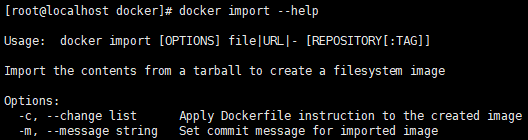 [root@localhost docker]# docker import --help
Usage:  docker import [OPTIONS] file|URL|- [REPOSITORY[:TAG]]
Import the contents from a tarball to create a filesystem image
Options:
  -c, --change list      Apply Dockerfile instruction to the created image
  -m, --message string   Set commit message for imported image